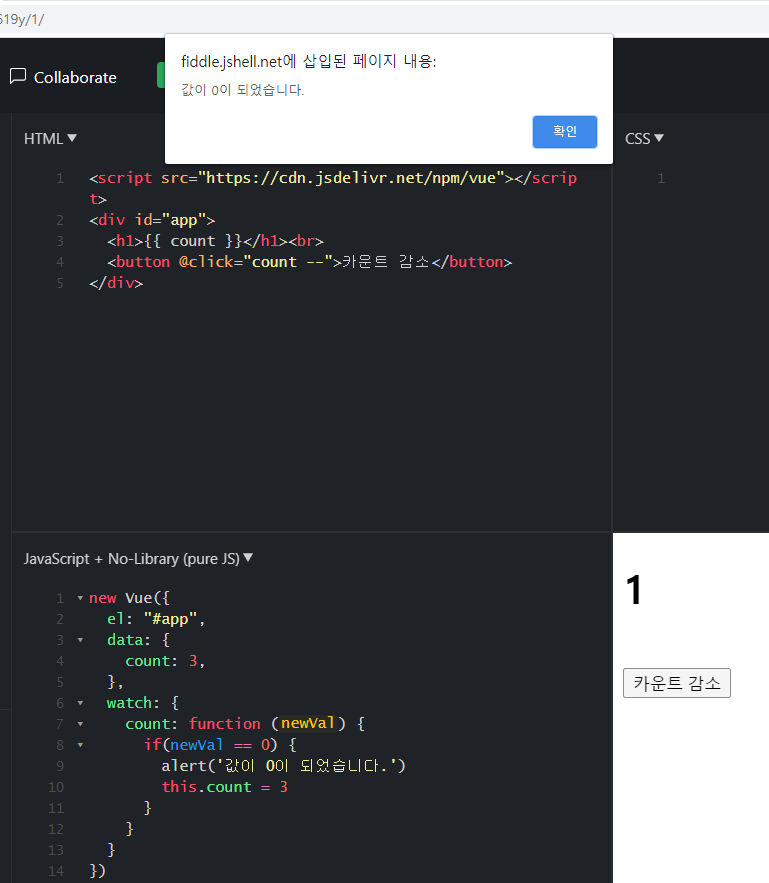 619y/1/
fiddle.jshell.net에 삽입된 페이지 내용:
값이 0이 되었습니다.
확인
Collaborate
HTML ▼
1 <script src="https://cdn.jsdelivr.net/npm/vue"></scrip
t>
2 <div id="app">
3 <h1>{{ count }}</h1><br>
4 <button @click="count --">카운트 감소</button>
5 </div>
CSS ▼
1
JavaScript + No-Library (pure JS) ▼
1 new Vue({
2 el: "#app",
3 data: {
4 count: 3,
5 },
6 watch: {
7 count: function (newVal) {
8 if(newVal == 0) {
9 alert('값이 0이 되었습니다.')
10 this.count = 3
11 }
12 }
13 }
14 })
1
카운트 감소